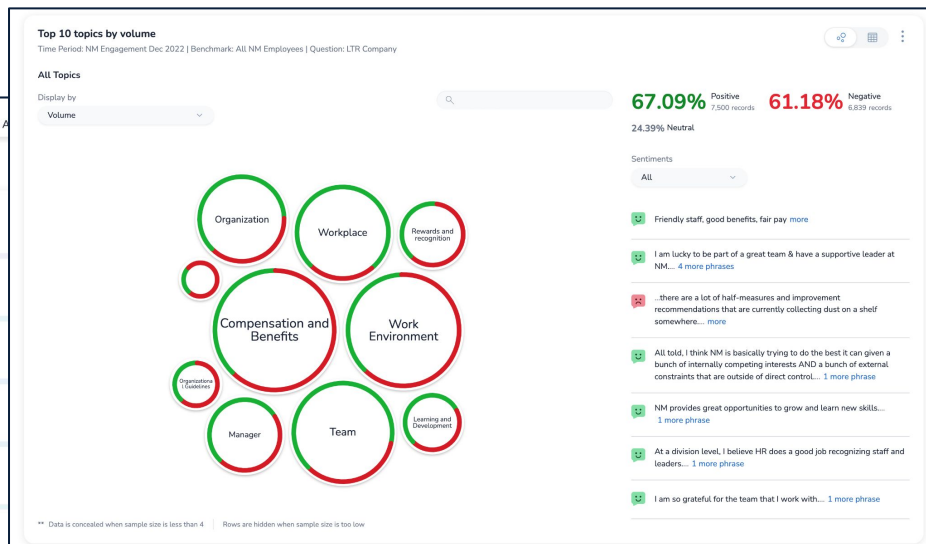 Top 10 topics by volume
Time Period: NM Engagement Dec 2022 | Benchmark: All NM Employees | Question: LTR Company
All Topics
Display by
Volume
67.09% Positive
7,500 records
61.18% Negative
6,839 records
24.39% Neutral
Sentiments
All
Organization
Workplace
Rewards and
recognition
Compensation and
Benefits
Work
Environment
Organizationa
l Guidelines
Manager
Team
Learning and
Development
Friendly staff, good benefits, fair pay more
I am lucky to be part of a great team & have a supportive leader at
NM.... 4 more phrases
...there are a lot of half-measures and improvement
recommendations that are currently collecting dust on a shelf
somewhere.... more
All told, I think NM is basically trying to do the best it can given a
bunch of internally competing interests AND a bunch of external
constraints that are outside of direct control.... 1 more phrase
NM provides great opportunities to grow and learn new skills....
1 more phrase
At a division level, I believe HR does a good job recognizing staff and
leaders.... 1 more phrase
I am so grateful for the team that I work with.... 1 more phrase
** Data is concealed when sample size is less than 4 | Rows are hidden when sample size is too low
A